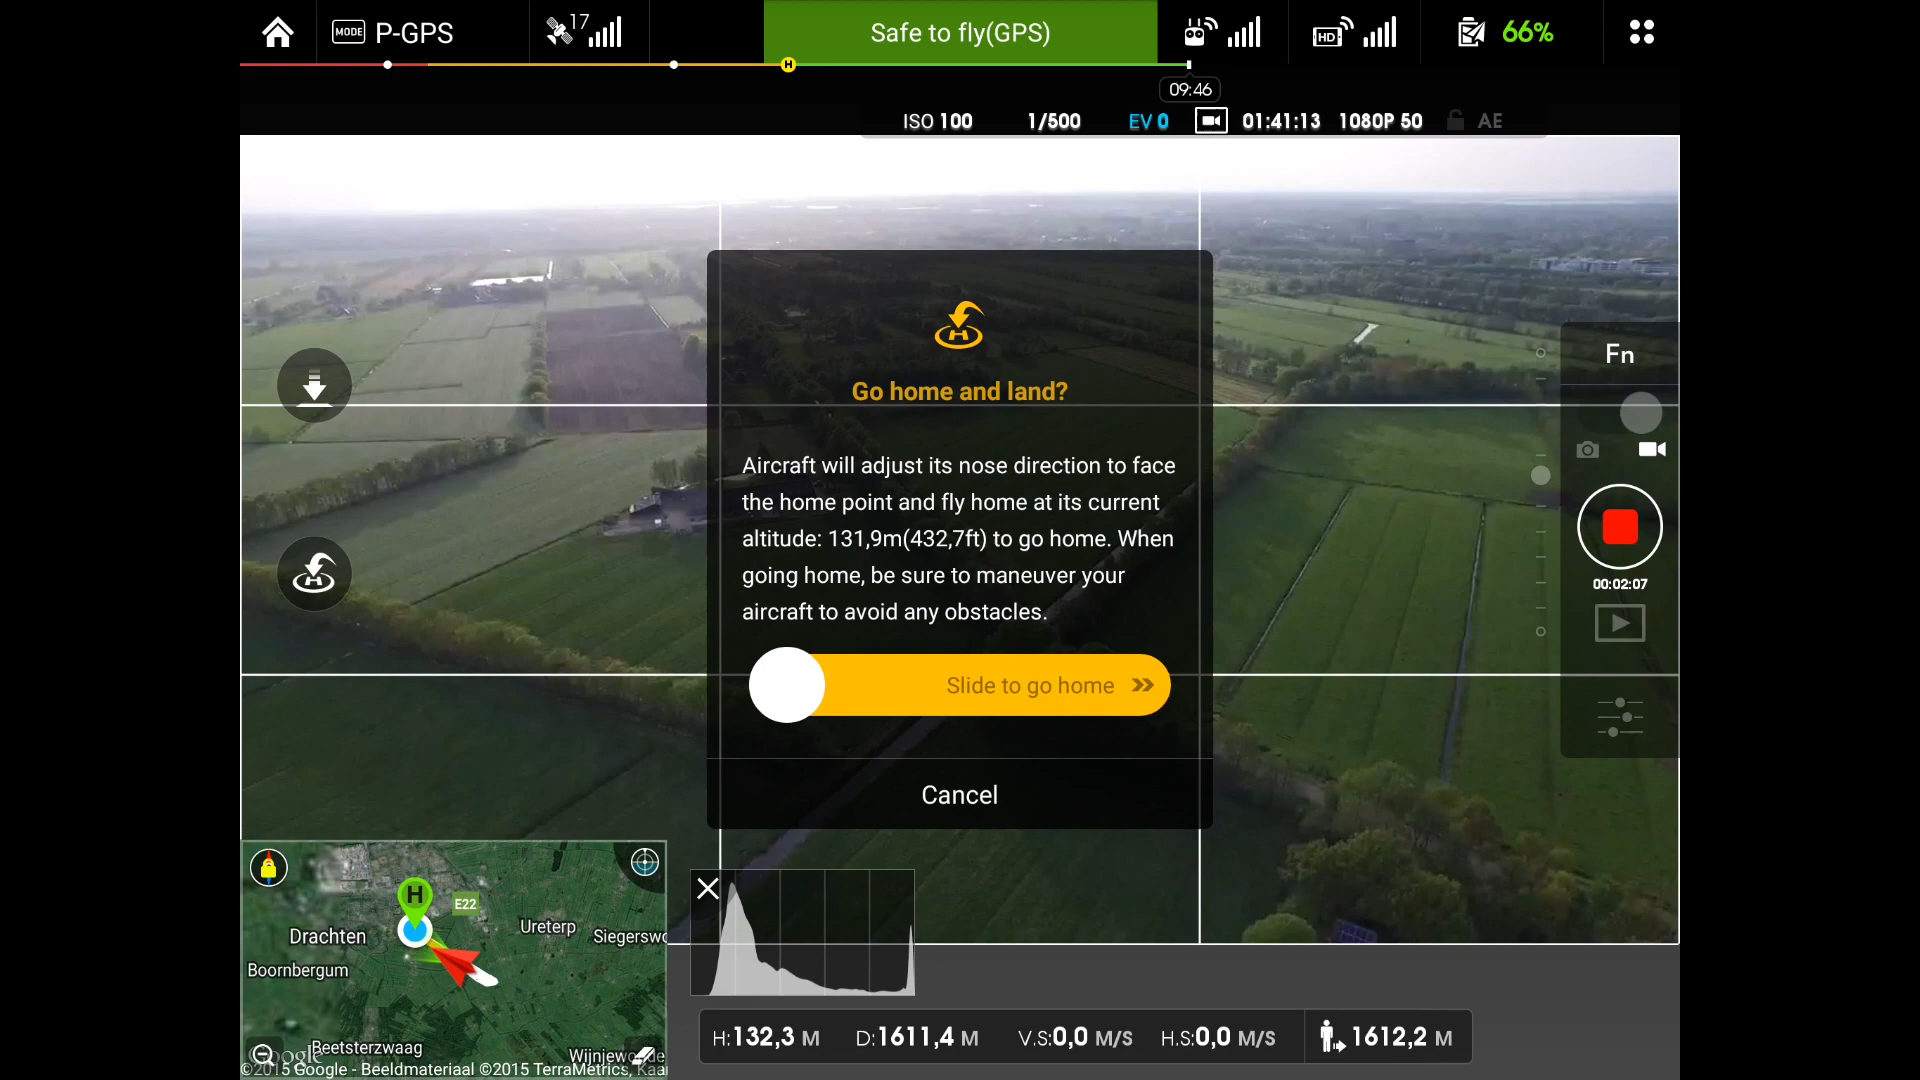 MODE P-GPS 17 Safe to fly(GPS) HD 66%
H
09:46
ISO 100 1/500 EV 0 01:41:13 1080P 50 AE
Go home and land?
Aircraft will adjust its nose direction to face
the home point and fly home at its current
altitude: 131,9m(432,7ft) to go home. When
going home, be sure to maneuver your
aircraft to avoid any obstacles.
Slide to go home
Cancel
Fn
00:02:07
H
E22
Drachten
Ureterp
Boornbergum
Beetsterzwaag
Google
©2015 Google - Beeldmateriaal ©2015 TerraMetrics,
H:132,3 M D:1611,4 M V.S:0,0 M/S H.S:0,0 M/S 1612,2 M